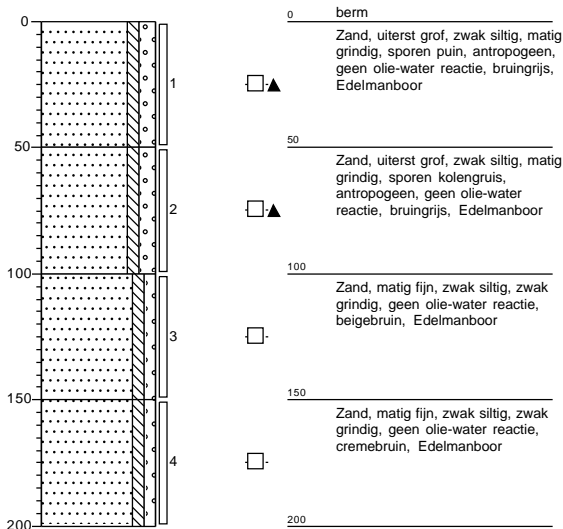 0
50
100
150
200
1
2
3
4
0
berm
Zand, uiterst grof, zwak siltig, matig
grindig, sporen puin, antropogeen,
geen olie-water reactie, bruingrijs,
Edelmanboor
50
Zand, uiterst grof, zwak siltig, matig
grindig, sporen kolengruis,
antropogeen, geen olie-water
reactie, bruingrijs, Edelmanboor
100
Zand, matig fijn, zwak siltig, zwak
grindig, geen olie-water reactie,
beigebruin, Edelmanboor
150
Zand, matig fijn, zwak siltig, zwak
grindig, geen olie-water reactie,
cremebruin, Edelmanboor
200